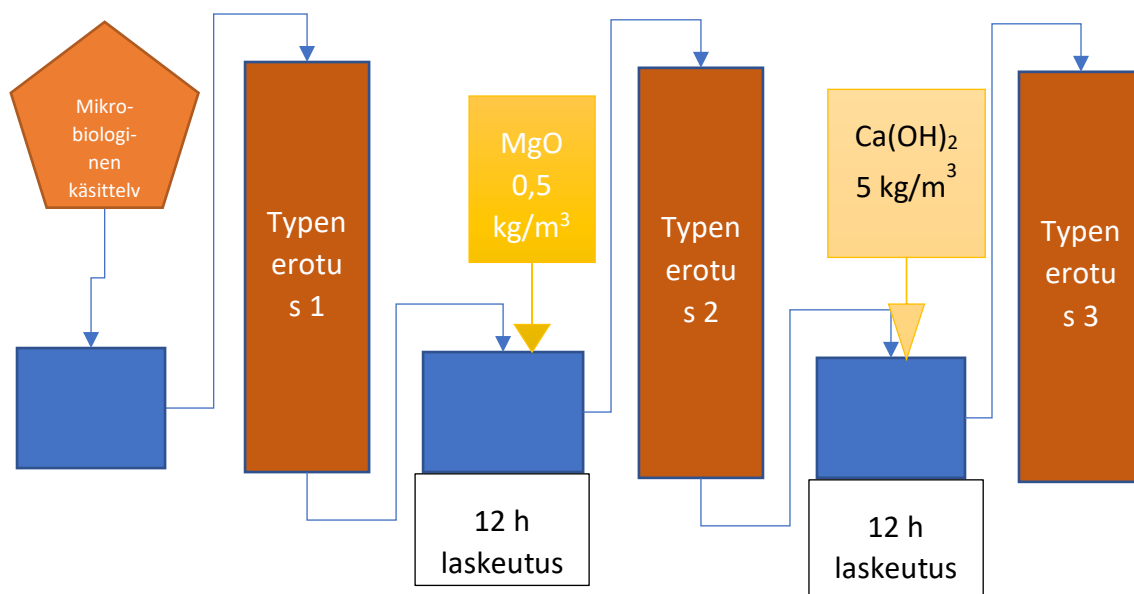 Mikro-
biologi-
nen
käsittely
Typen
erotu
s 1
MgO
0,5
kg/m³
12 h
laskeutus
Typen
erotu
s 2
Ca(OH)₂
5 kg/m³
12 h
laskeutus
Typen
erotu
s 3